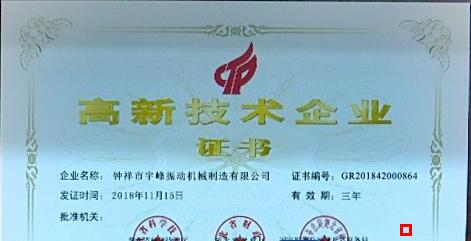 高新技术企业
证书
企业名称：钟祥市宇峰振动机械制造有限公司 证书编号：GR201842000864
发证时间：2018年11月15日 有效期：三年
批准机关：